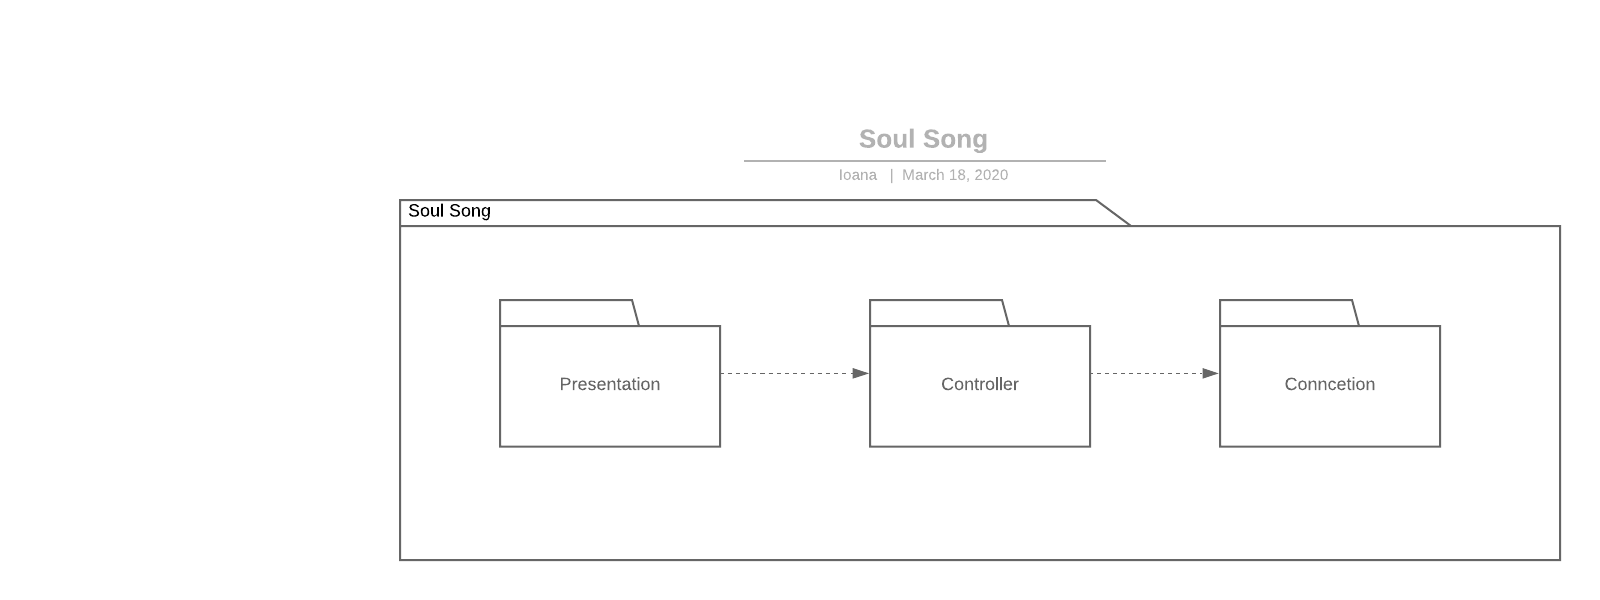 Soul Song
Ioana | March 18, 2020
Soul Song
Presentation
Controller
Conncetion